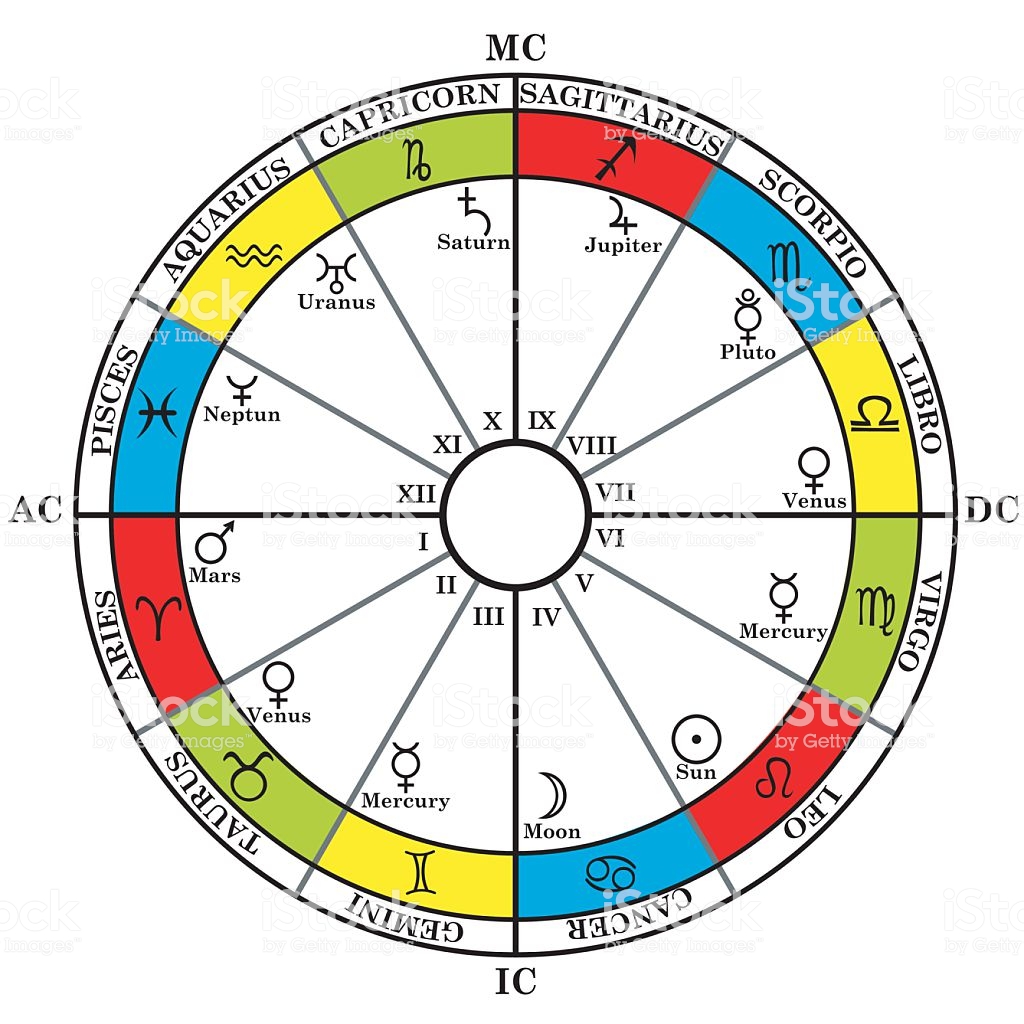 MC
CAPRICORN
SAGITTARIUS
SCORPIO
LIBRO
VIRGO
LEO
CANCER
GEMINI
TAURUS
ARIES
PISCES
AQUARIUS
Saturn
Jupiter
Pluto
Venus
Mercury
Sun
Moon
Mercury
Venus
Mars
Neptun
Uranus
X
IX
VIII
VII
VI
V
IV
III
II
I
XII
XI
AC
DC
IC
iStock
by Getty Images™